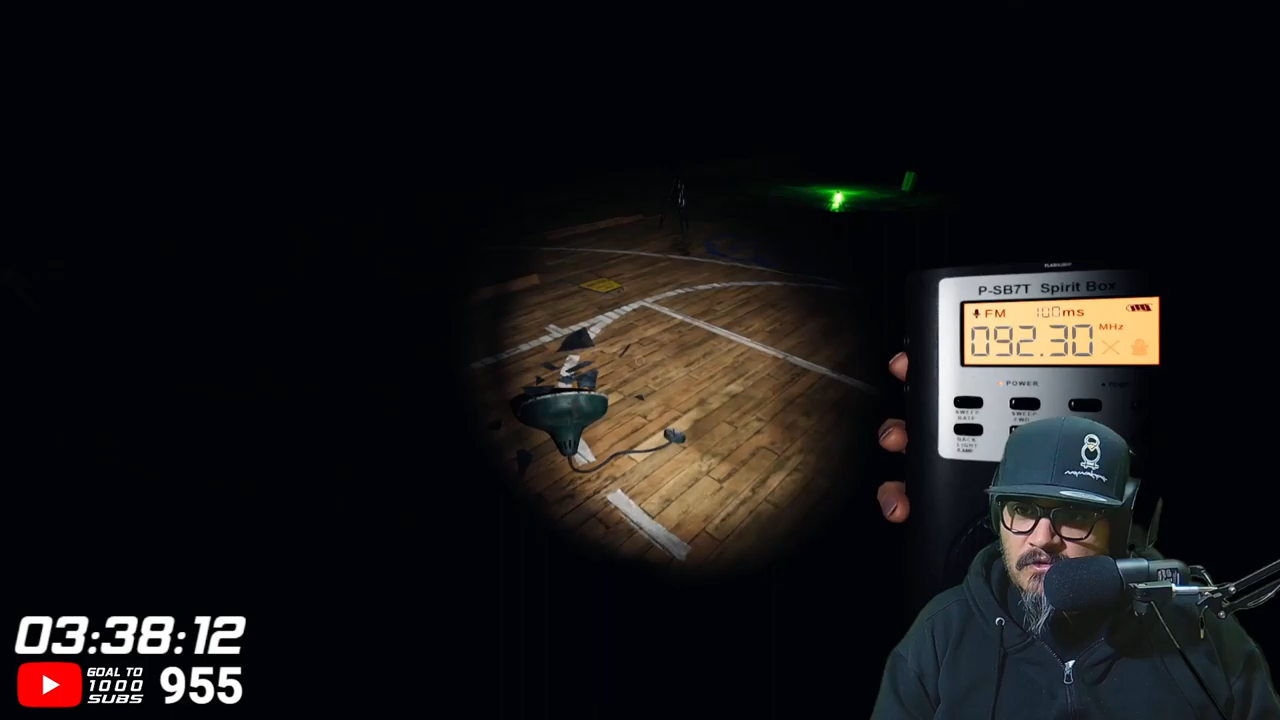 P-SB7T Spirit Box
FM 100ms
092.30 MHz
POWER
SWEEP RATE
SWEEP FWD
BACK LIGHT
03:38:12
GOAL TO
1000
SUBS
955